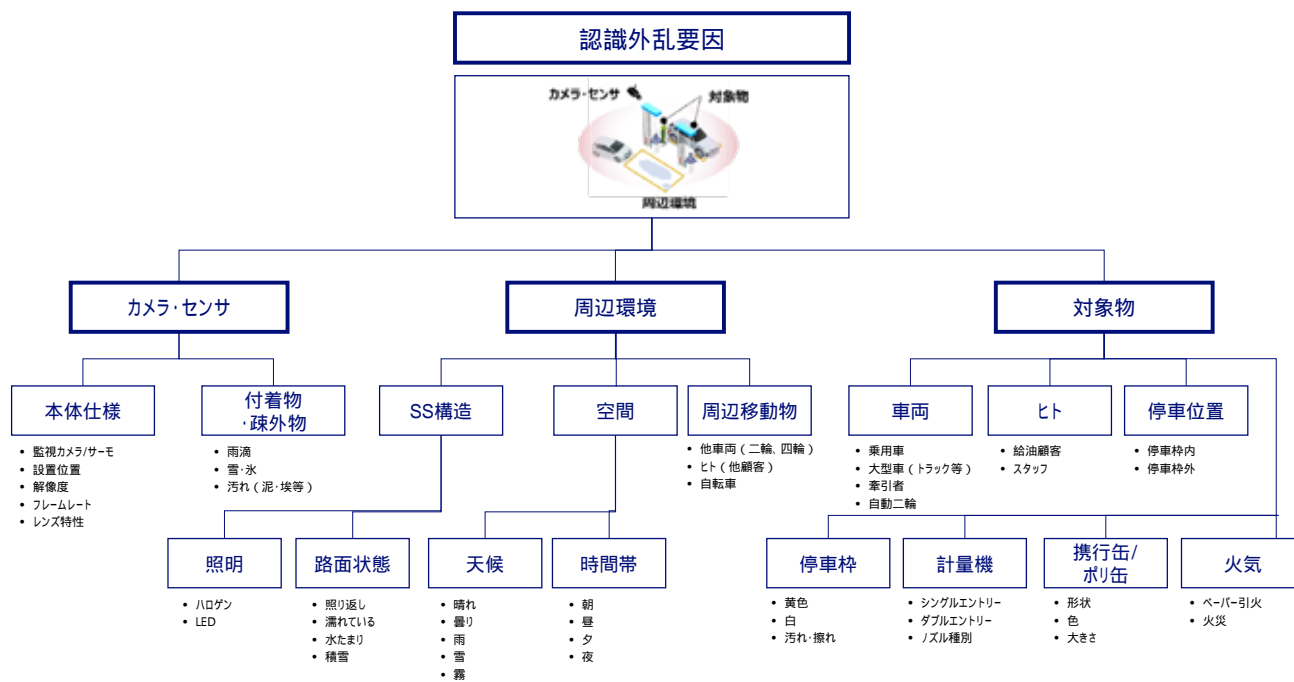 認識外乱要因
カメラ・センサ
対象物
周辺環境
カメラ・センサ
周辺環境
対象物
本体仕様
・監視カメラ/サーモ
・設置位置
・解像度
・フレームレート
・レンズ特性
付着物
・疎外物
・雨滴
・雪・氷
・汚れ（泥・埃等）
SS構造
空間
周辺移動物
・他車両（二輪、四輪）
・ヒト（他顧客）
・自転車
車両
・乗用車
・大型車（トラック等）
・牽引者
・自動二輪
ヒト
・給油顧客
・スタッフ
停車位置
・停車枠内
・停車枠外
照明
・ハロゲン
・LED
路面状態
・照り返し
・濡れている
・水たまり
・積雪
天候
・晴れ
・曇り
・雨
・雪
・霧
時間帯
・朝
・昼
・夕
・夜
停車枠
・黄色
・白
・汚れ・擦れ
計量機
・シングルエントリー
・ダブルエントリー
・ノズル種別
携行缶/
ポリ缶
・形状
・色
・大きさ
火気
・ベーパー引火
・火災